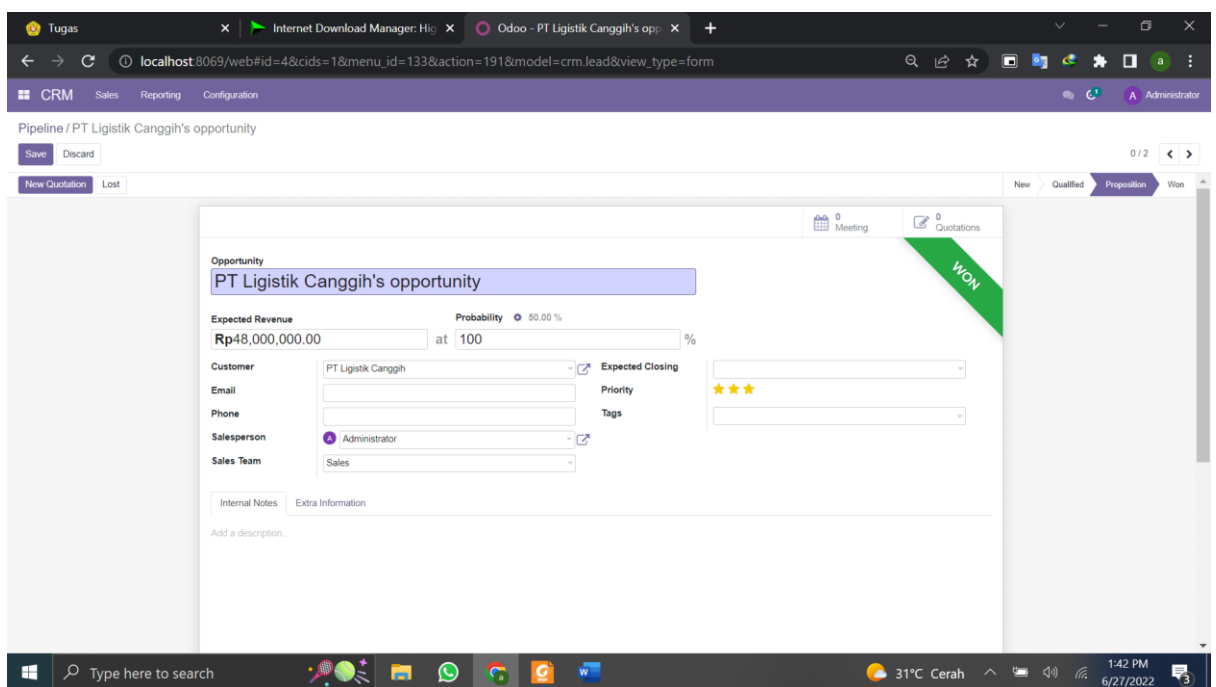 Tugas
Internet Download Manager: Hig
Odoo - PT Ligistik Canggih's opp
localhost:8069/web#id=4&cids=1&menu_id=133&action=191&model=crm.lead&view_type=form
a
CRM Sales Reporting Configuration
1
A Administrator
Pipeline / PT Ligistik Canggih's opportunity
Save Discard
0 / 2
New Quotation Lost
New Qualified Proposition Won
0 Meeting
0 Quotations
WON
Opportunity
PT Ligistik Canggih's opportunity
Expected Revenue
Probability 50.00 %
Rp48,000,000.00 at 100 %
Customer PT Ligistik Canggih
Expected Closing
Email
Priority
Phone
Tags
Salesperson A Administrator
Sales Team Sales
Internal Notes Extra Information
Add a description...
Type here to search
31°C Cerah
1:42 PM
6/27/2022
3